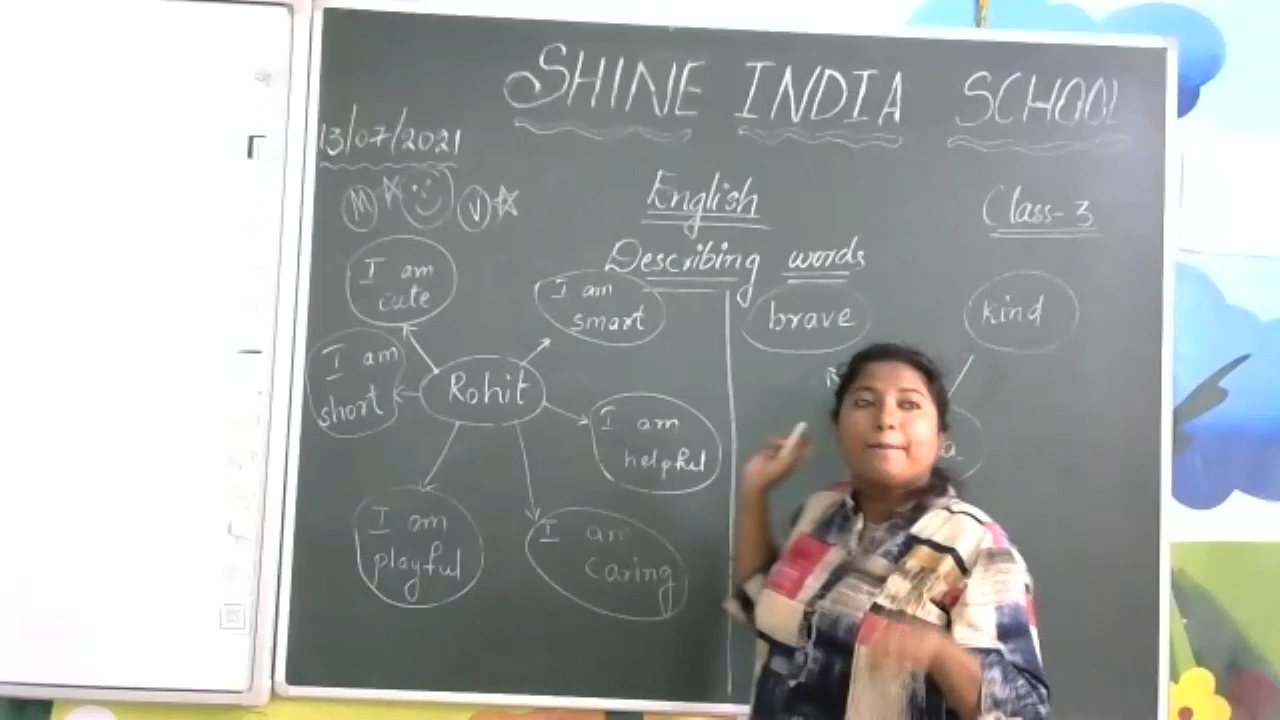 SHINE INDIA SCHOOL
13/07/2021
M V
English
Class-3
Describing words
I am
cute
I am
smart
I am
short
Rohit
I am
helpful
I am
playful
I am
caring
brave
kind